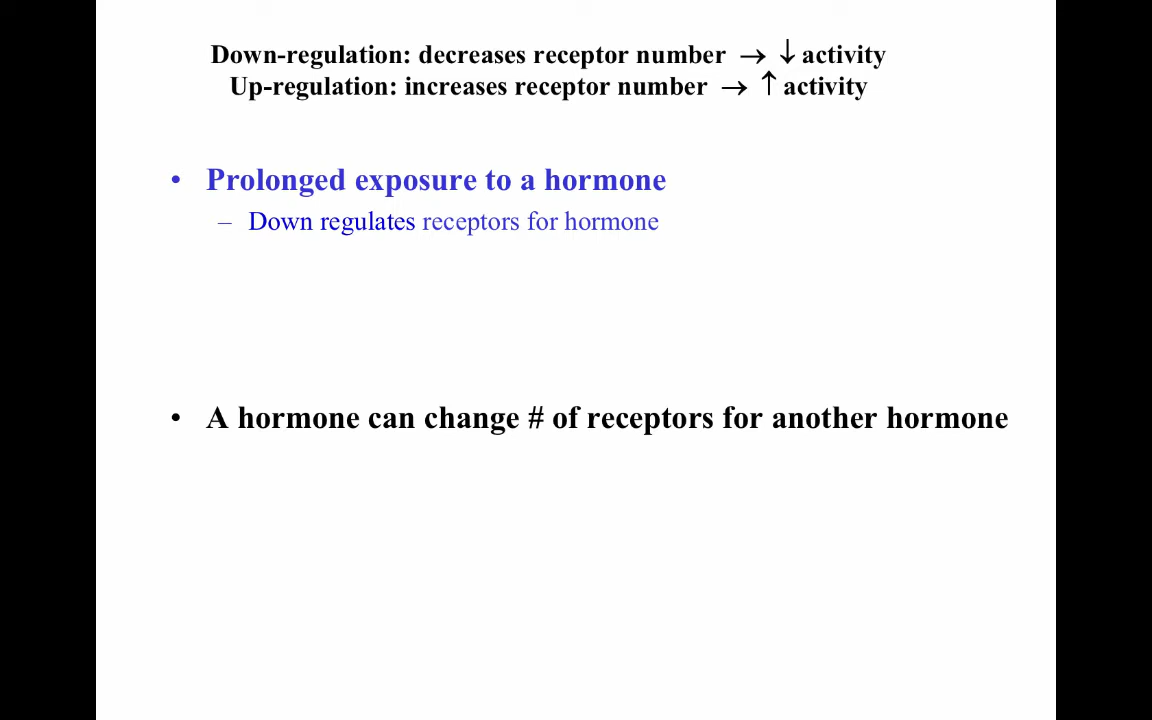 Down-regulation: decreases receptor number → ↓ activity
Up-regulation: increases receptor number → ↑ activity
• Prolonged exposure to a hormone
– Down regulates receptors for hormone
• A hormone can change # of receptors for another hormone